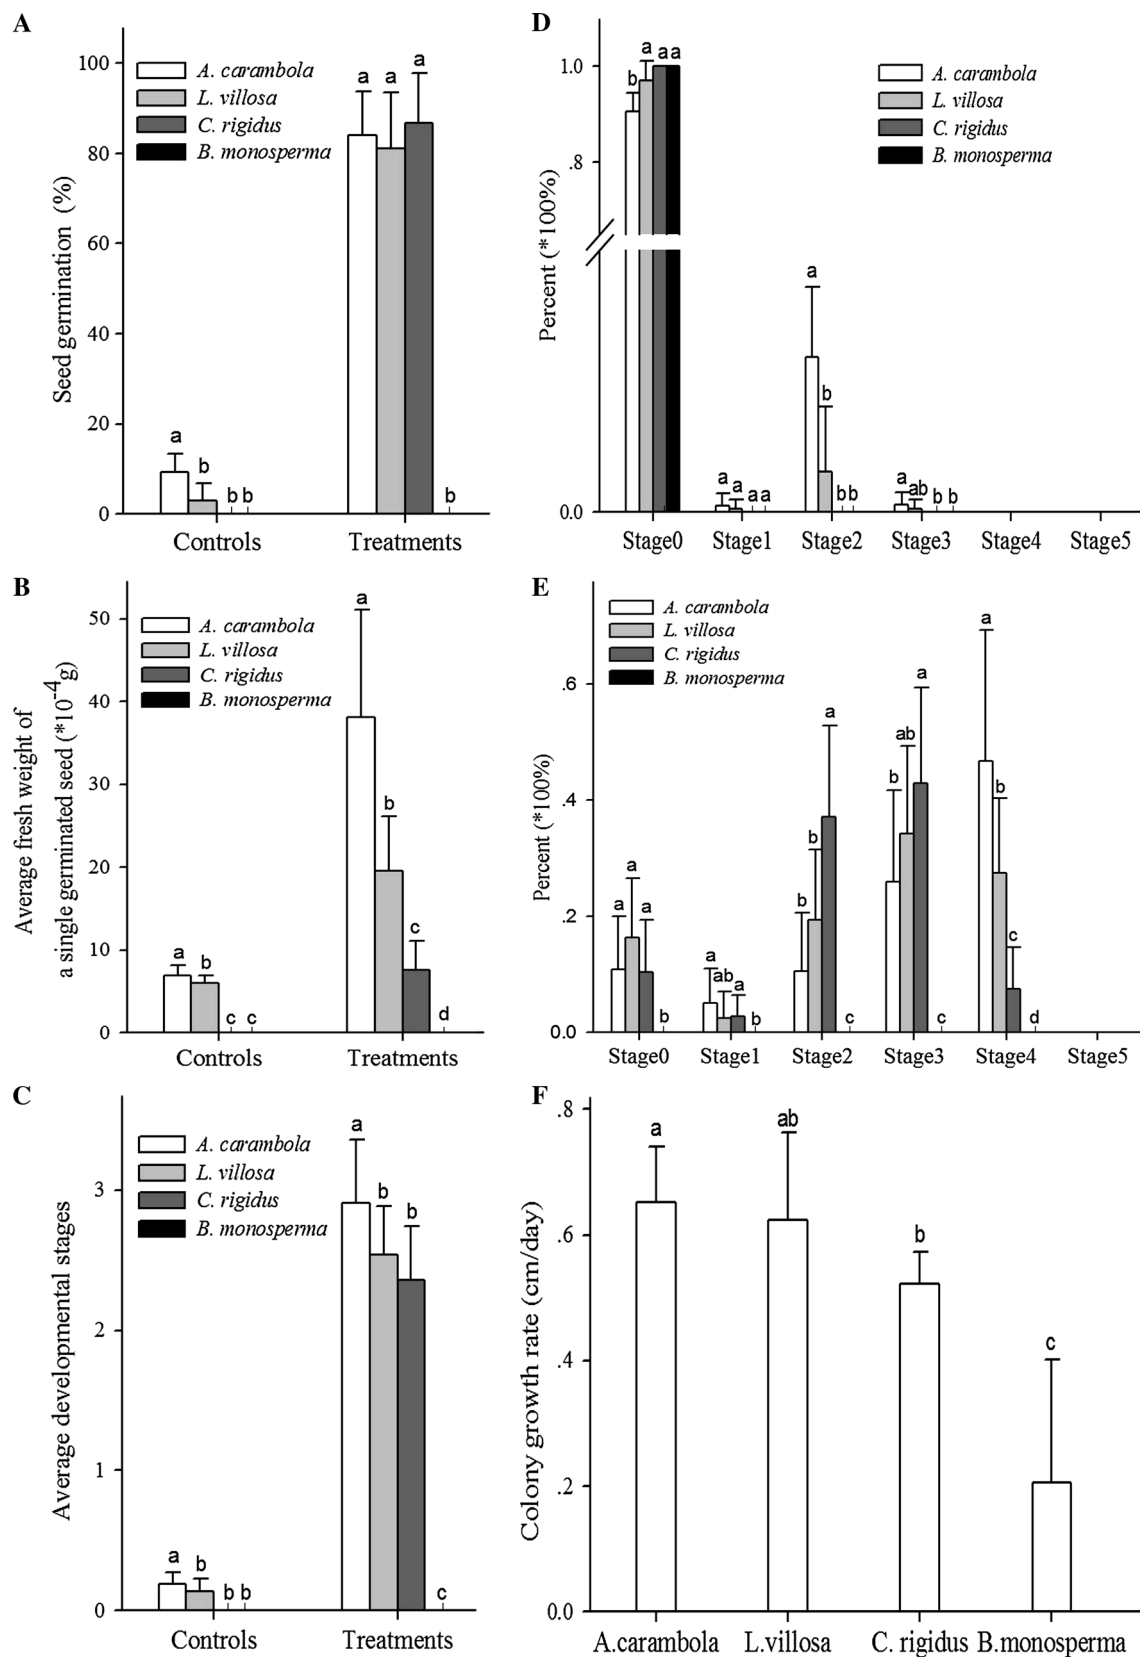 A
Seed germination (%)
100
80
60
40
20
0
A. carambola
L. villosa
C. rigidus
B. monosperma
a
b
b b
a
a
a
b
Controls
Treatments
B
Average fresh weight of
a single germinated seed (*10-4g)
50
40
30
20
10
0
A. carambola
L. villosa
C. rigidus
B. monosperma
a
b
c c
a
b
c
d
Controls
Treatments
C
Average developmental stages
3
2
1
0
A. carambola
L. villosa
C. rigidus
B. monosperma
a
b
b b
a
b
b
c
Controls
Treatments
D
Percent (*100%)
1.0
.8
0.0
A. carambola
L. villosa
C. rigidus
B. monosperma
b
a
a a
a a
a a
a
b
b b
a ab
b b
Stage0
Stage1
Stage2
Stage3
Stage4
Stage5
E
Percent (*100%)
.6
.4
.2
0.0
A. carambola
L. villosa
C. rigidus
B. monosperma
a
a
a
b
a
ab
a
b
b
b
a
c
b
ab
a
c
a
b
c
d
Stage0
Stage1
Stage2
Stage3
Stage4
Stage5
F
Colony growth rate (cm/day)
.8
.6
.4
.2
0.0
a
ab
b
c
A.carambola
L.villosa
C. rigidus
B.monosperma